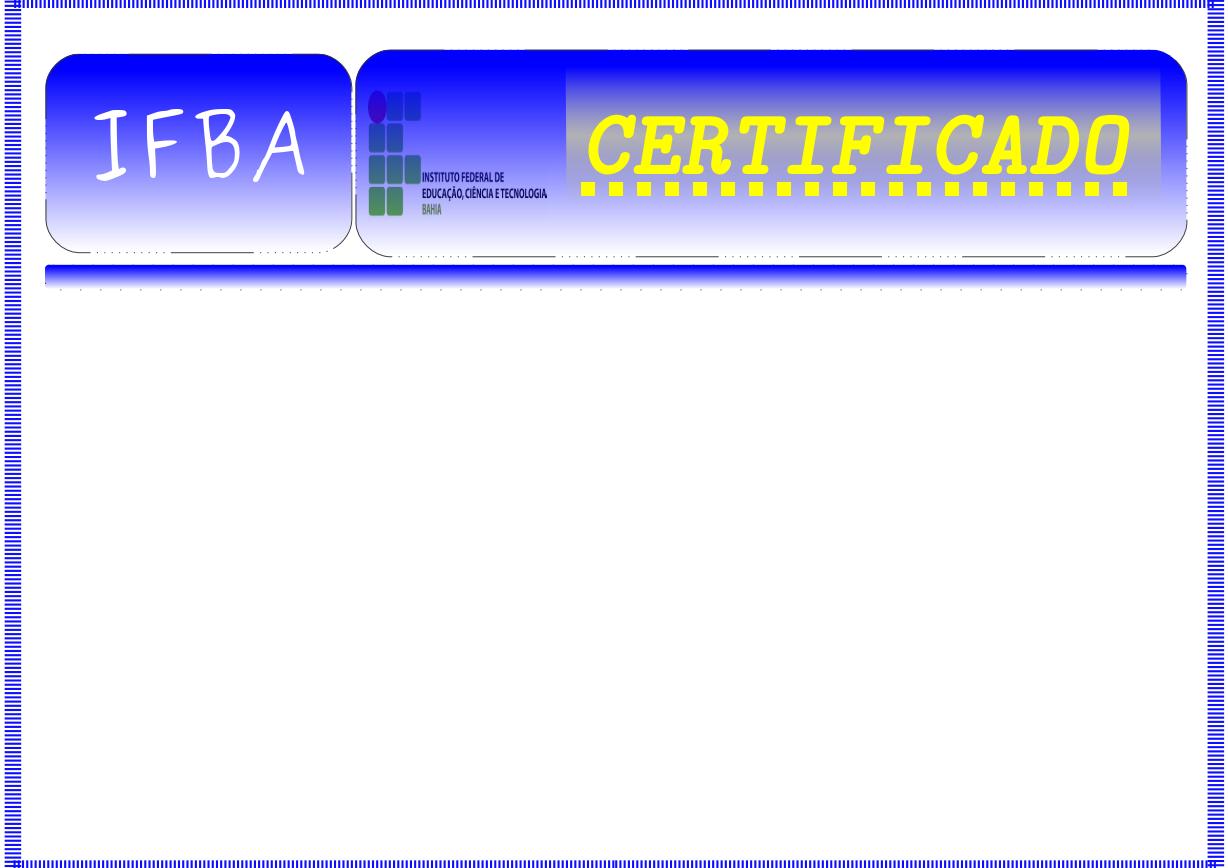 IFBA
CERTIFICADO
INSTITUTO FEDERAL DE
EDUCAÇÃO, CIÊNCIA E TECNOLOGIA
BAHIA